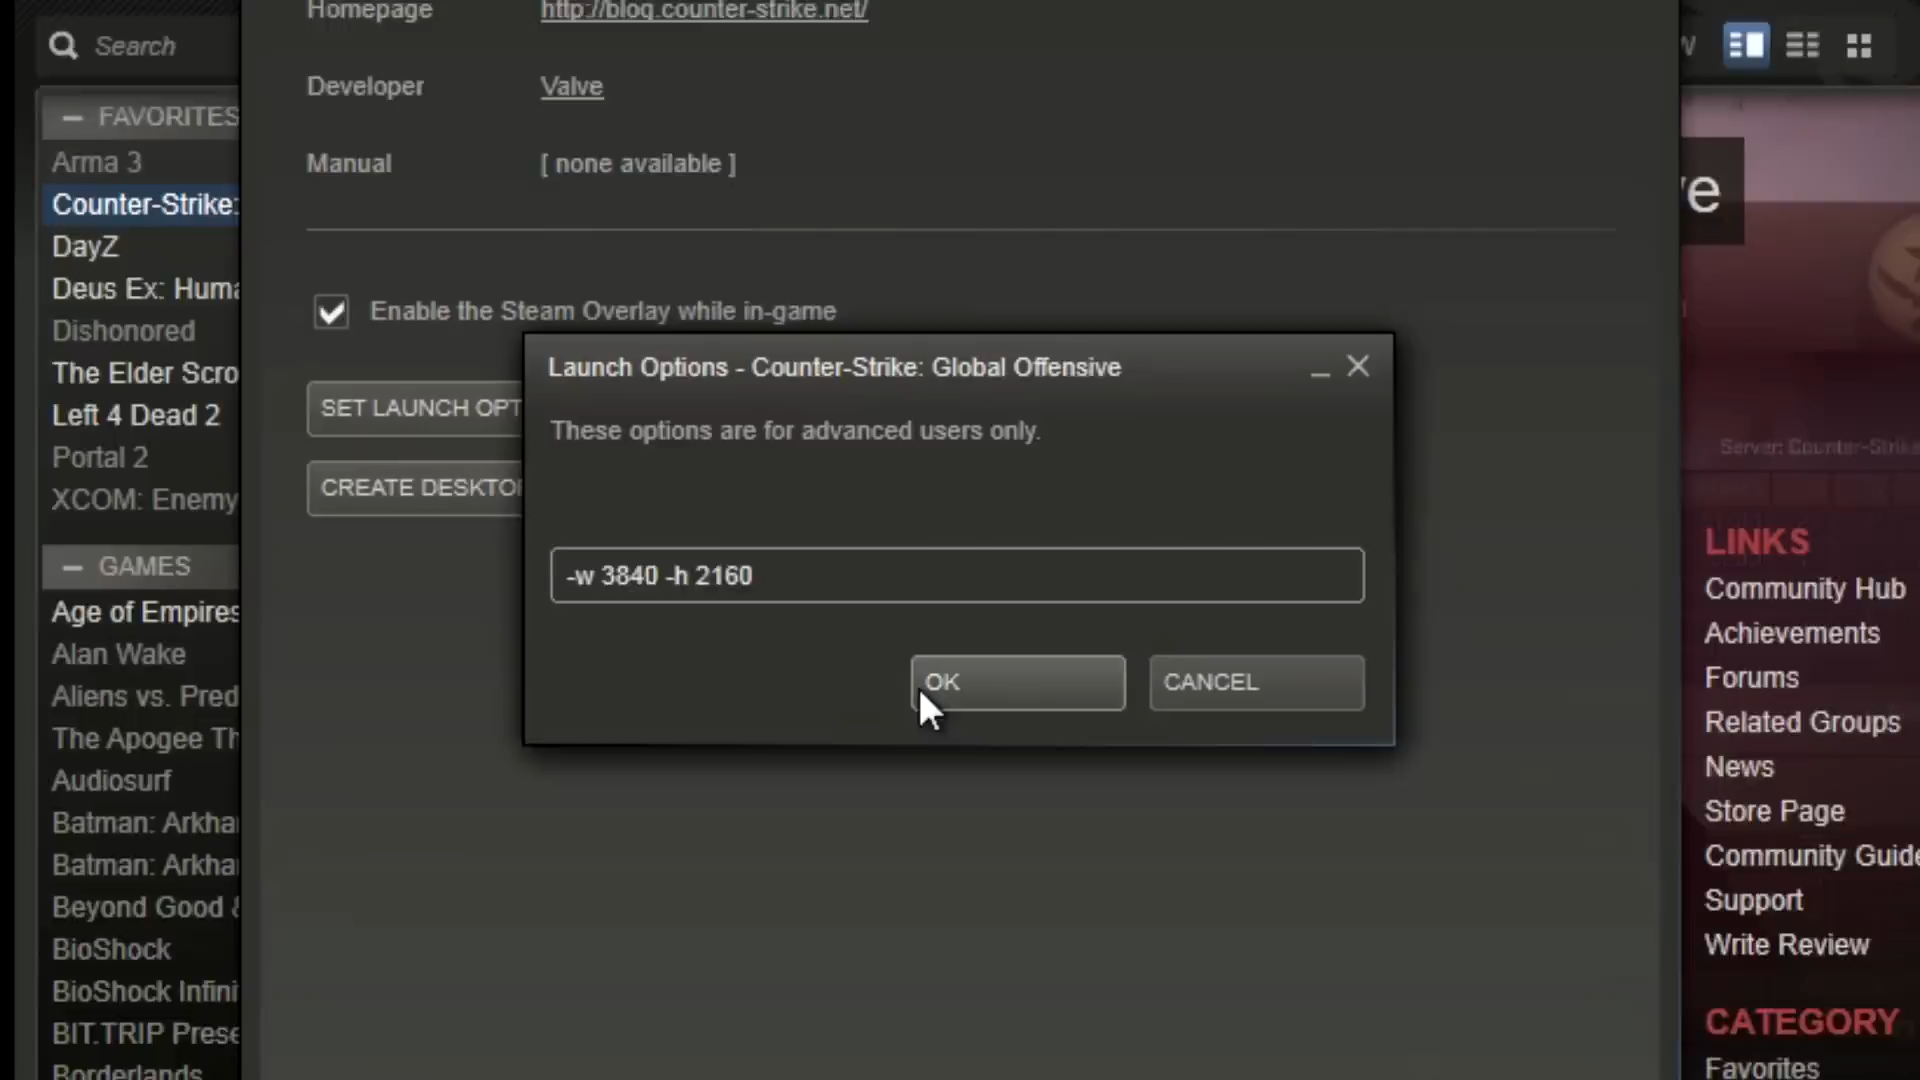 Homepage http://blog.counter-strike.net/
Search
Developer Valve
FAVORITES
Manual [ none available ]
Arma 3
Counter-Strike:
DayZ
Deus Ex: Huma
Dishonored
The Elder Scro
Left 4 Dead 2
Portal 2
XCOM: Enemy
GAMES
Age of Empires
Alan Wake
Aliens vs. Pred
The Apogee Th
Audiosurf
Batman: Arkha
Batman: Arkha
Beyond Good &
BioShock
BioShock Infini
BIT.TRIP Prese
Borderlands
Enable the Steam Overlay while in-game
SET LAUNCH OPT
CREATE DESKTOP
Launch Options - Counter-Strike: Global Offensive
These options are for advanced users only.
-w 3840 -h 2160
OK CANCEL
W
ve
Server: Counter-Strike
LINKS
Community Hub
Achievements
Forums
Related Groups
News
Store Page
Community Guide
Support
Write Review
CATEGORY
Favorites